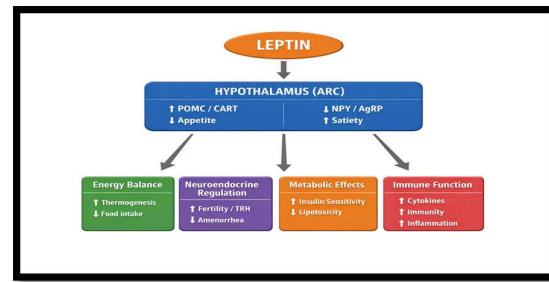 LEPTIN
HYPOTHALAMUS (ARC)
↑ POMC / CART
↓ Appetite
↓ NPY / AgRP
↑ Satiety
Energy Balance
↑ Thermogenesis
↓ Food intake
Neuroendocrine
Regulation
↑ Fertility / TRH
↓ Amenorrhea
Metabolic Effects
↑ Insulin Sensitivity
↓ Lipotoxicity
Immune Function
↑ Cytokines
↑ Immunity
↑ Inflammation